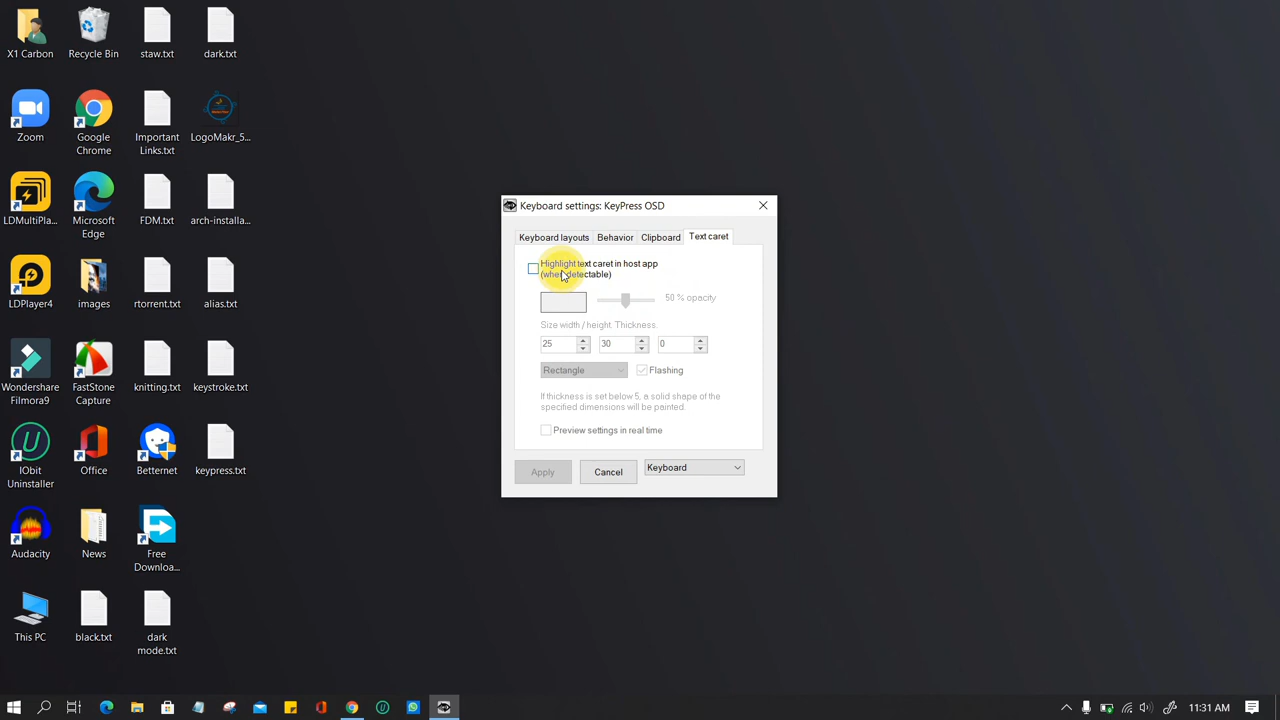 X1 Carbon
Recycle Bin
staw.txt
dark.txt
Zoom
Google
Chrome
Important
Links.txt
LogoMakr_5...
LDMultiPla...
Microsoft
Edge
FDM.txt
arch-installa...
LDPlayer4
images
rtorrent.txt
alias.txt
Wondershare
Filmora9
FastStone
Capture
knitting.txt
keystroke.txt
IObit
Uninstaller
Office
Betternet
keypress.txt
Audacity
News
Free
Downloa...
This PC
black.txt
dark
mode.txt
Keyboard settings: KeyPress OSD
Keyboard layouts
Behavior
Clipboard
Text caret
Highlight text caret in host app
(when detectable)
50 % opacity
Size width / height. Thickness.
25
30
0
Rectangle
Flashing
If thickness is set below 5, a solid shape of the
specified dimensions will be painted.
Preview settings in real time
Apply
Cancel
Keyboard
11:31 AM